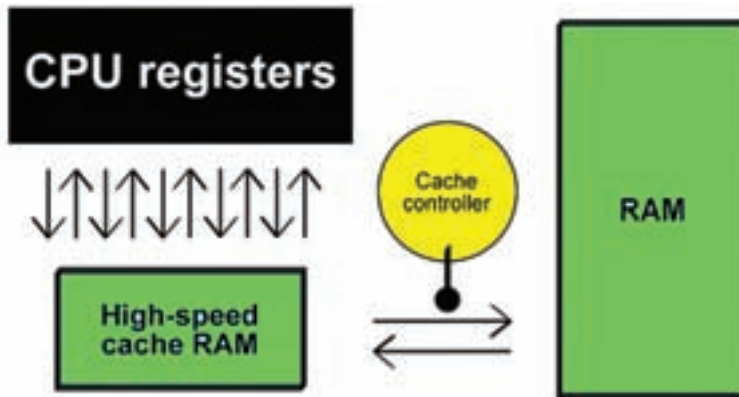 CPU registers
Cache
controller
RAM
High-speed
cache RAM